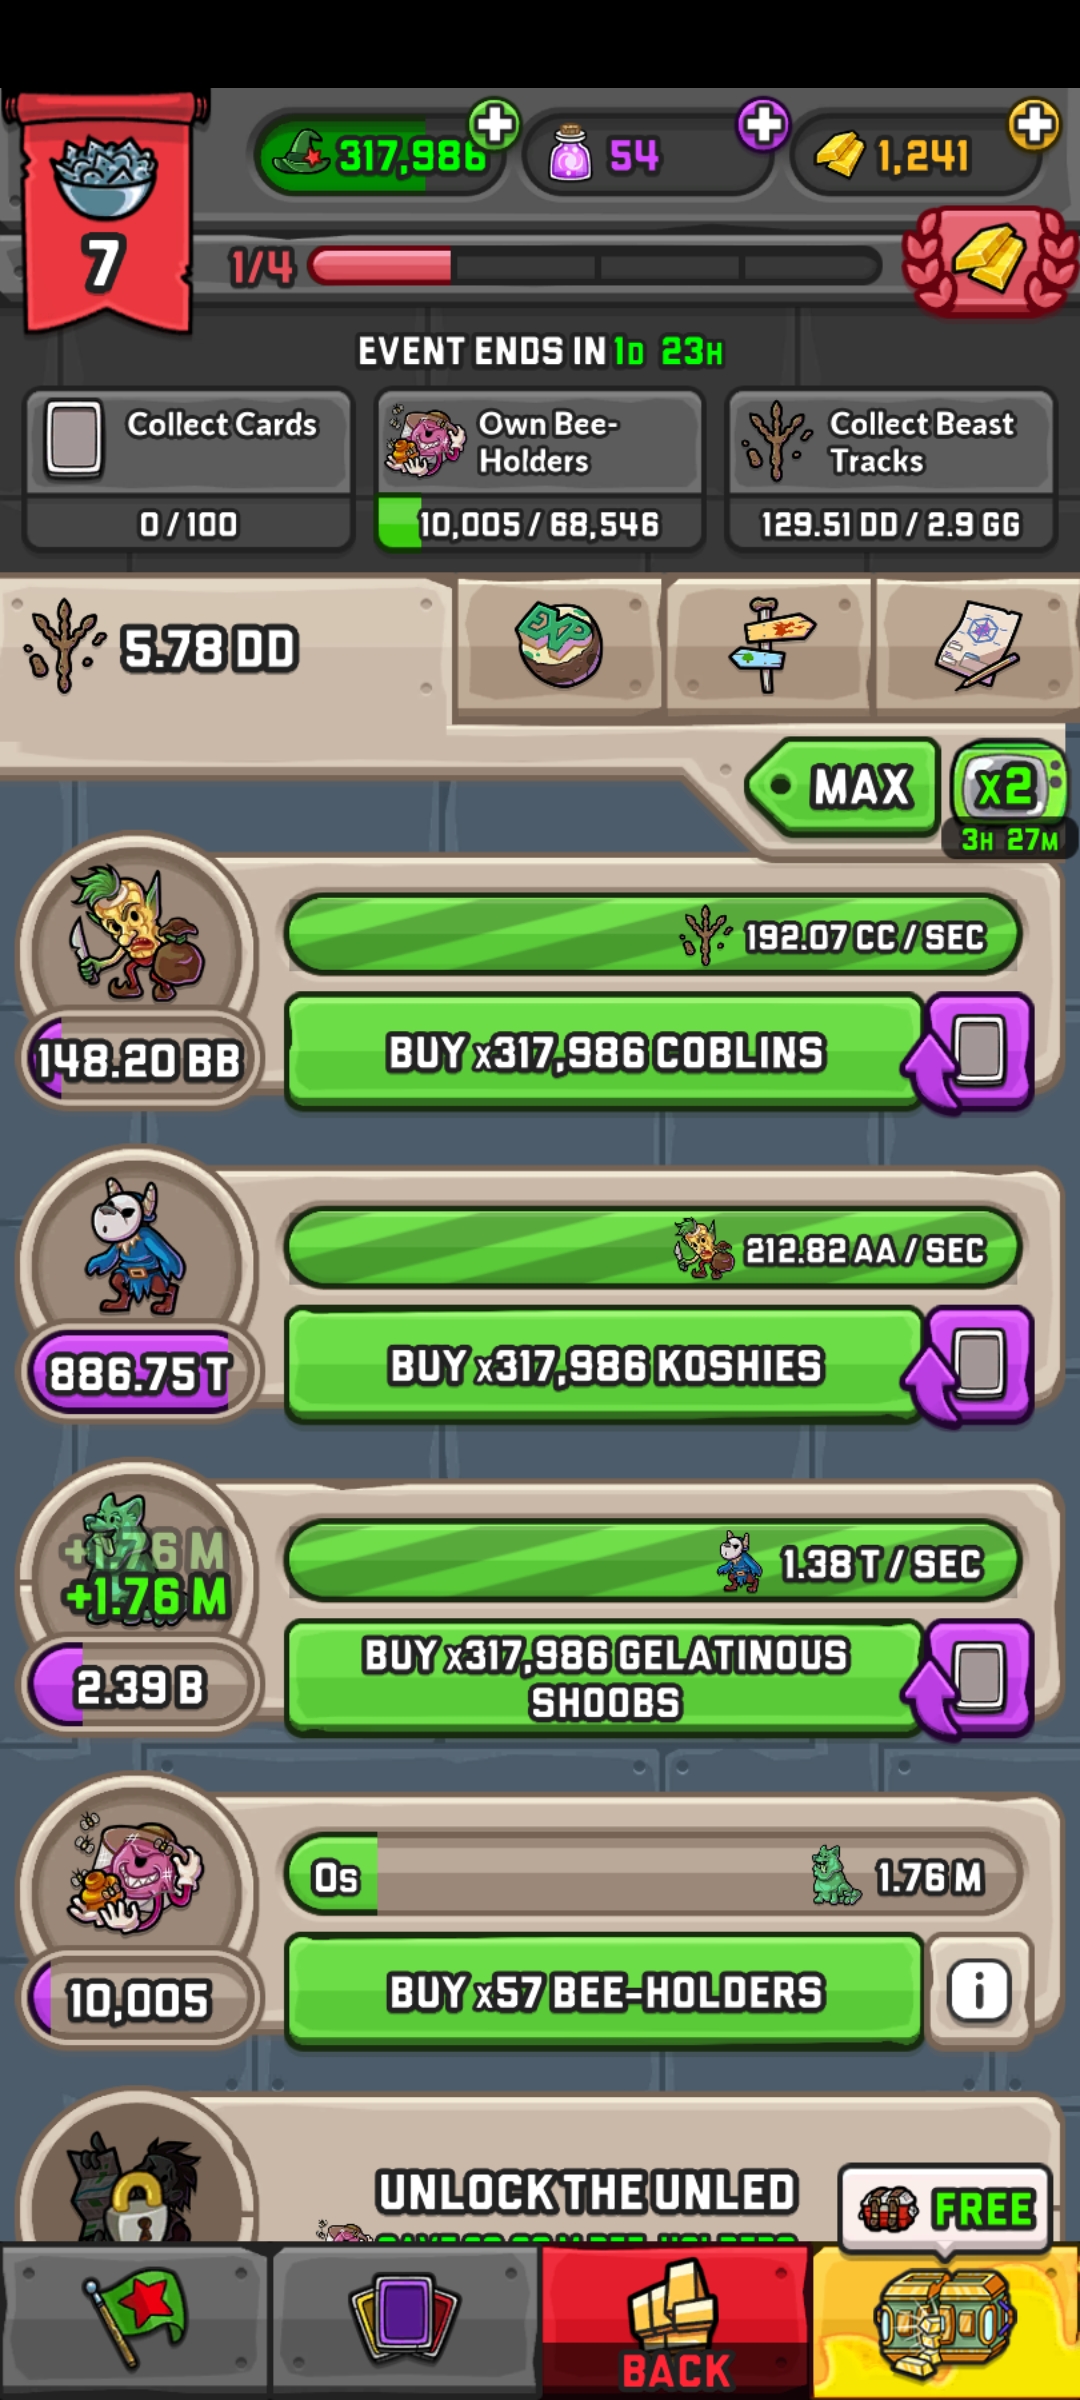 317,986
54
1,241
7
1/4
EVENT ENDS IN 1D 23H
Collect Cards
0 / 100
Own Bee-
Holders
10,005 / 68,546
Collect Beast
Tracks
129.51 DD / 2.9 GG
5.78 DD
EXP
MAX
x2
3H 27M
192.07 CC / SEC
148.20 BB
BUY x317,986 COBLINS
212.82 AA / SEC
886.75 T
BUY x317,986 KOSHIES
+1.76 M
+1.76 M
1.38 T / SEC
2.39 B
BUY x317,986 GELATINOUS
SHOOBS
0s
1.76 M
10,005
BUY x57 BEE-HOLDERS
i
UNLOCK THE UNLED
FREE
BACK